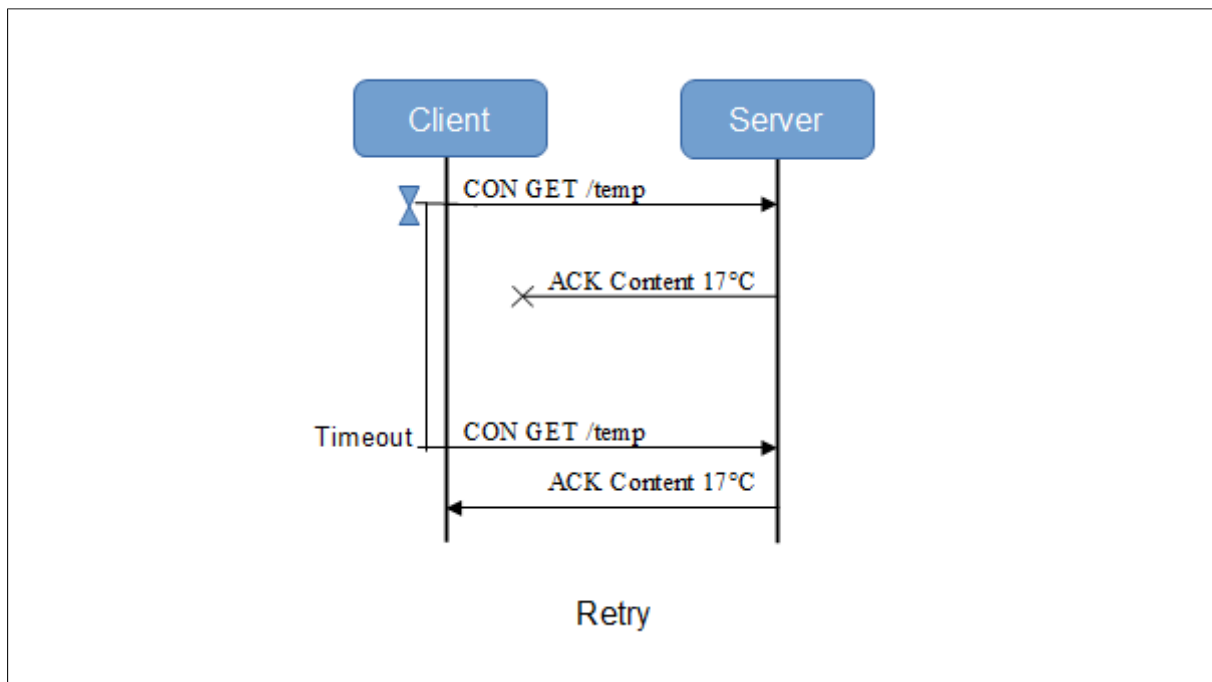 Client
Server
CON GET /temp
ACK Content 17°C
Timeout
CON GET /temp
ACK Content 17°C
Retry